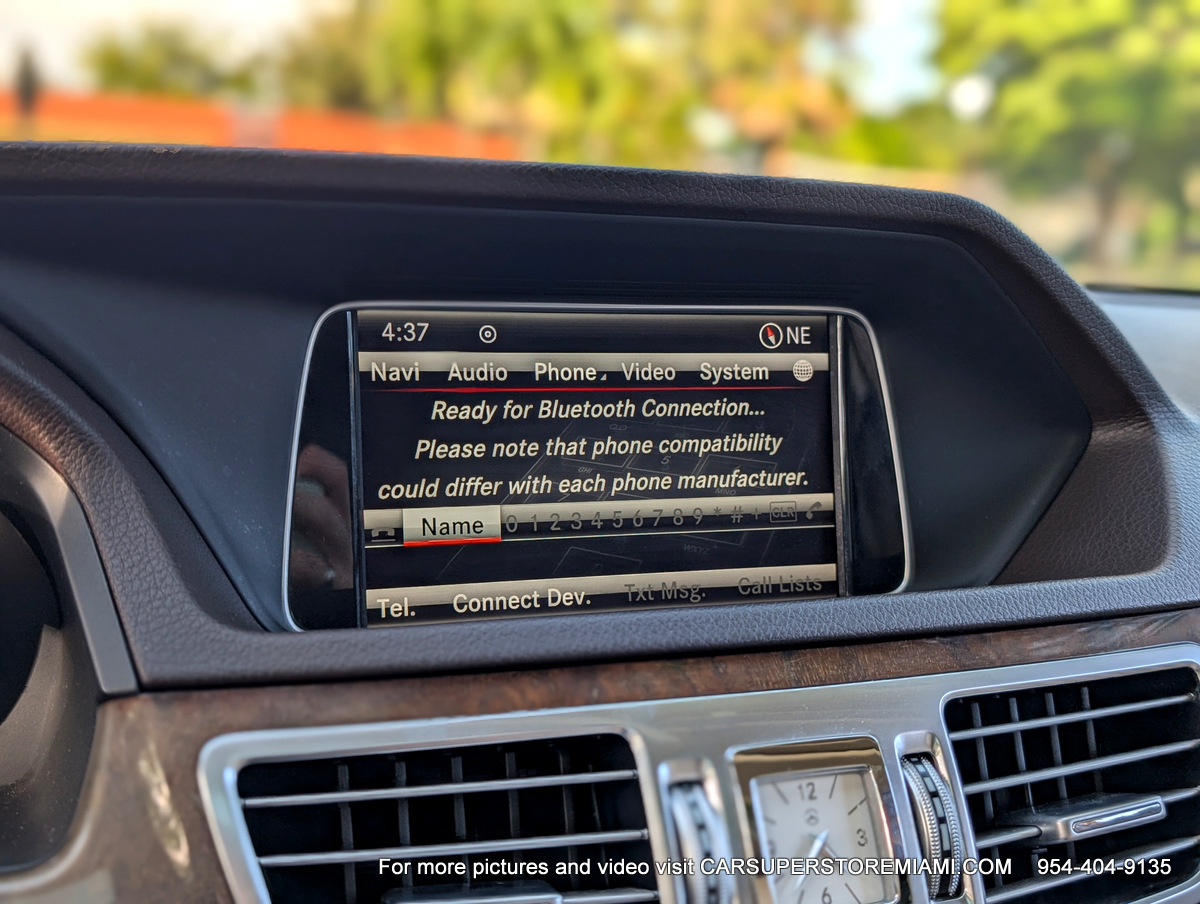 4:37 NE
Navi Audio Phone Video System
Ready for Bluetooth Connection...
Please note that phone compatibility
could differ with each phone manufacturer.
Name 0 1 2 3 4 5 6 7 8 9 * # + CLR
Tel. Connect Dev. Txt Msg. Call Lists
12
3
6
For more pictures and video visit CARSUPERSTOREMIAMI.COM 954-404-9135